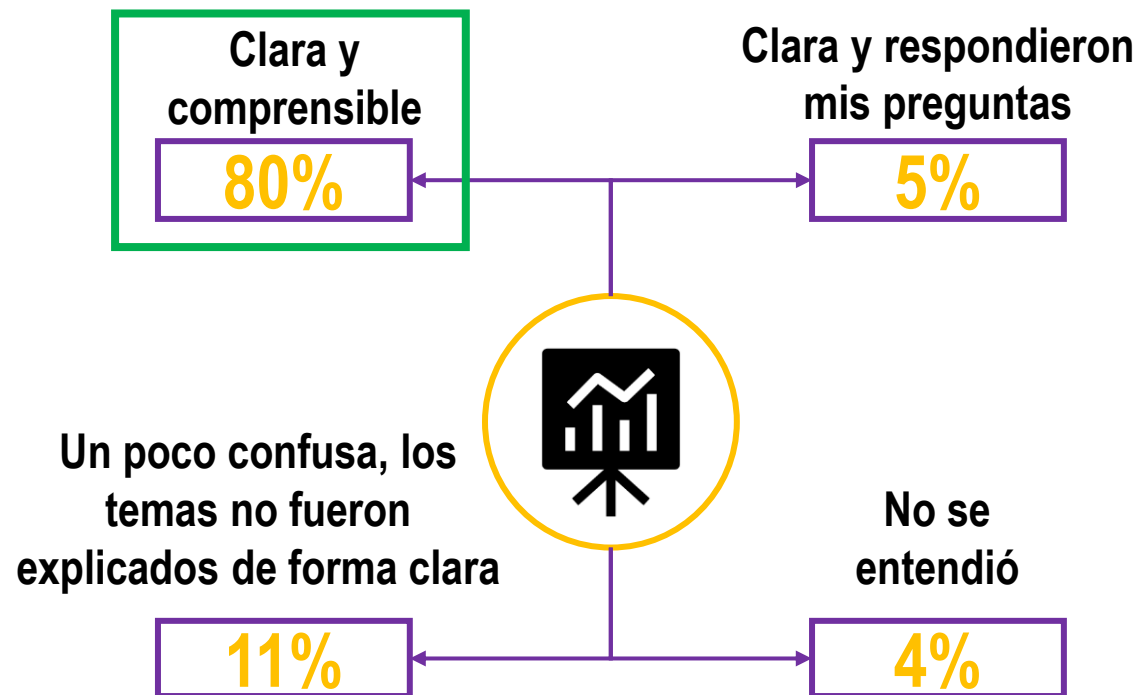 Clara y
comprensible
80%
Clara y respondieron
mis preguntas
5%
Un poco confusa, los
temas no fueron
explicados de forma clara
11%
No se
entendió
4%